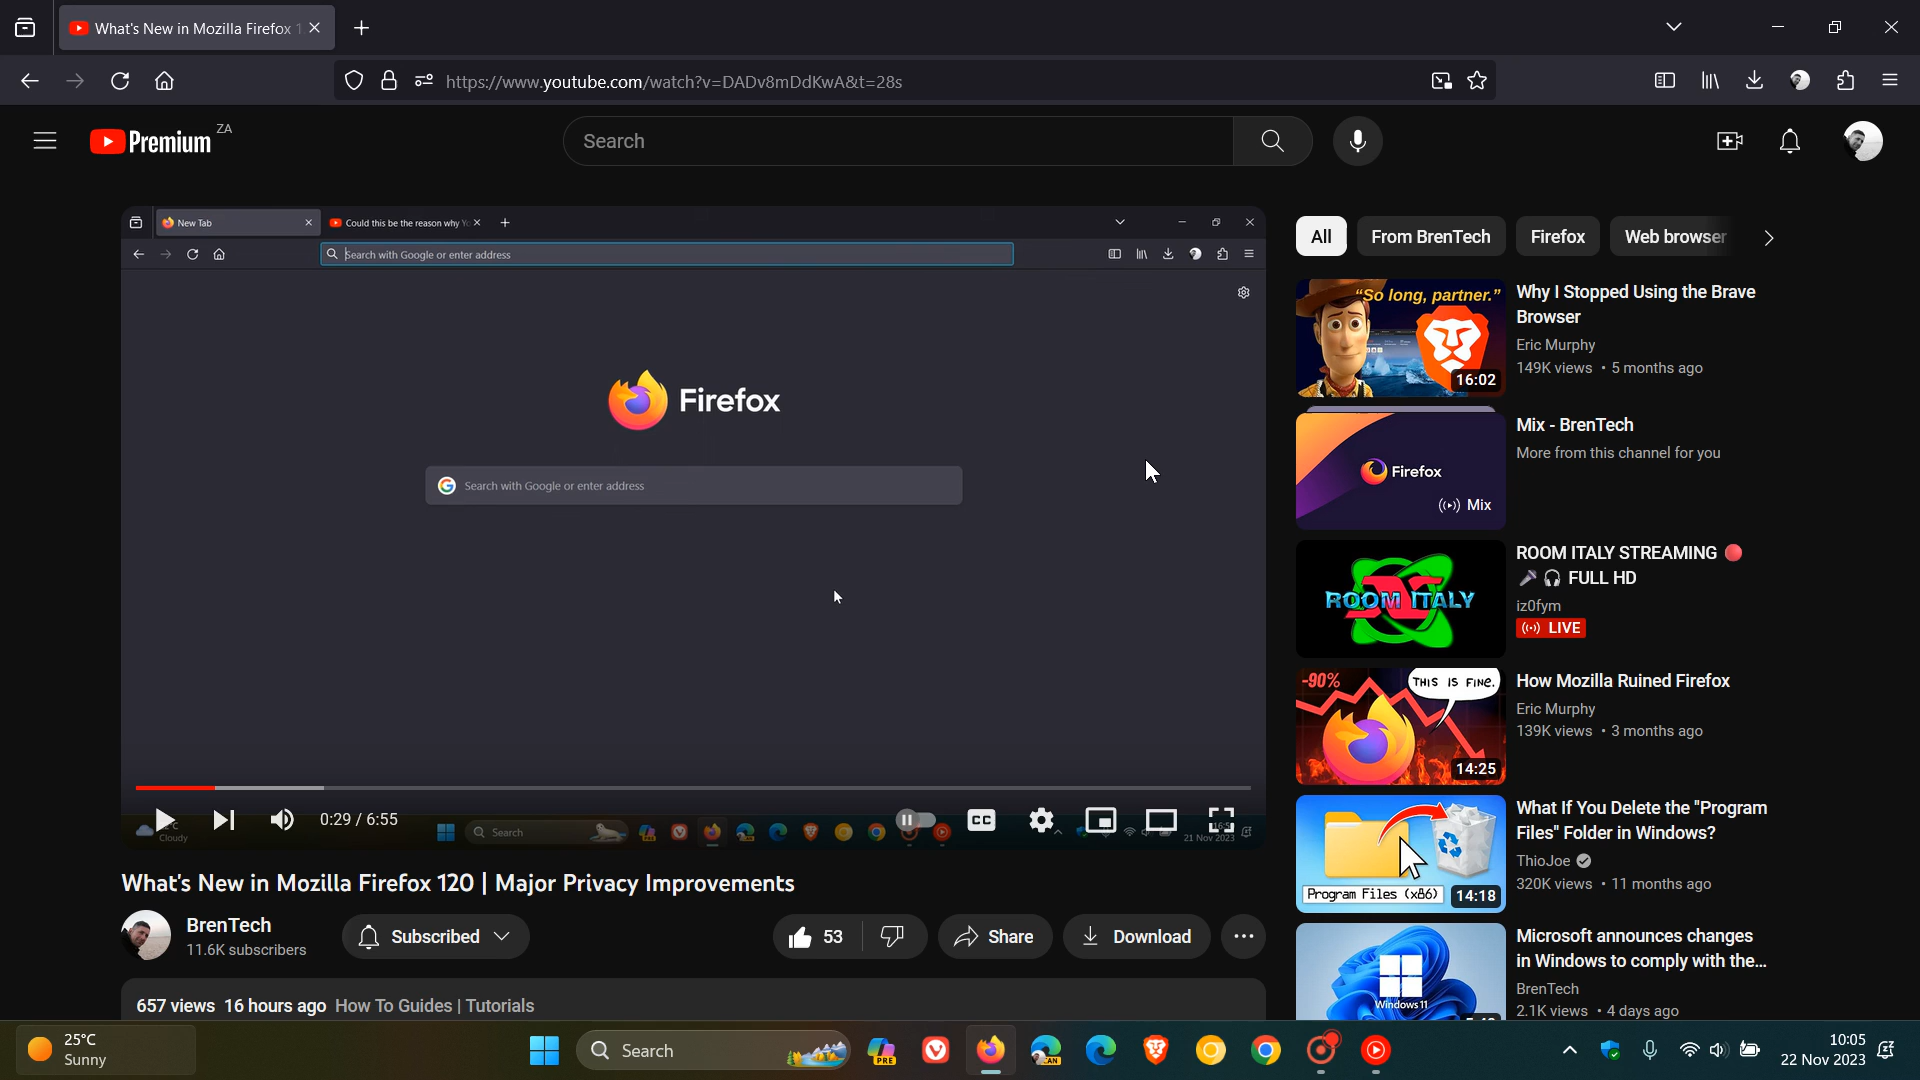 What's New in Mozilla Firefox 1
https://www.youtube.com/watch?v=DADv8mDdKwA&t=28s
Premium ZA
Search
New Tab
Could this be the reason why Yo
Search with Google or enter address
Firefox
Search with Google or enter address
0:29 / 6:55
CC
Cloudy
Search
21 Nov 2023
What's New in Mozilla Firefox 120 | Major Privacy Improvements
BrenTech
11.6K subscribers
Subscribed
53
Share
Download
657 views 16 hours ago How To Guides | Tutorials
All
From BrenTech
Firefox
Web browser
"So long, partner."
16:02
Why I Stopped Using the Brave
Browser
Eric Murphy
149K views • 5 months ago
Firefox
Mix
Mix - BrenTech
More from this channel for you
ROOM ITALY
ROOM ITALY STREAMING 🔴
🎤 🎧 FULL HD
iz0fym
LIVE
-90%
THIS IS FINE.
14:25
How Mozilla Ruined Firefox
Eric Murphy
139K views • 3 months ago
Program Files (x86)
14:18
What If You Delete the "Program
Files" Folder in Windows?
ThioJoe
320K views • 11 months ago
Windows 11
Microsoft announces changes
in Windows to comply with the...
BrenTech
2.1K views • 4 days ago
25°C
Sunny
Search
PRE
CAN
10:05
22 Nov 2023